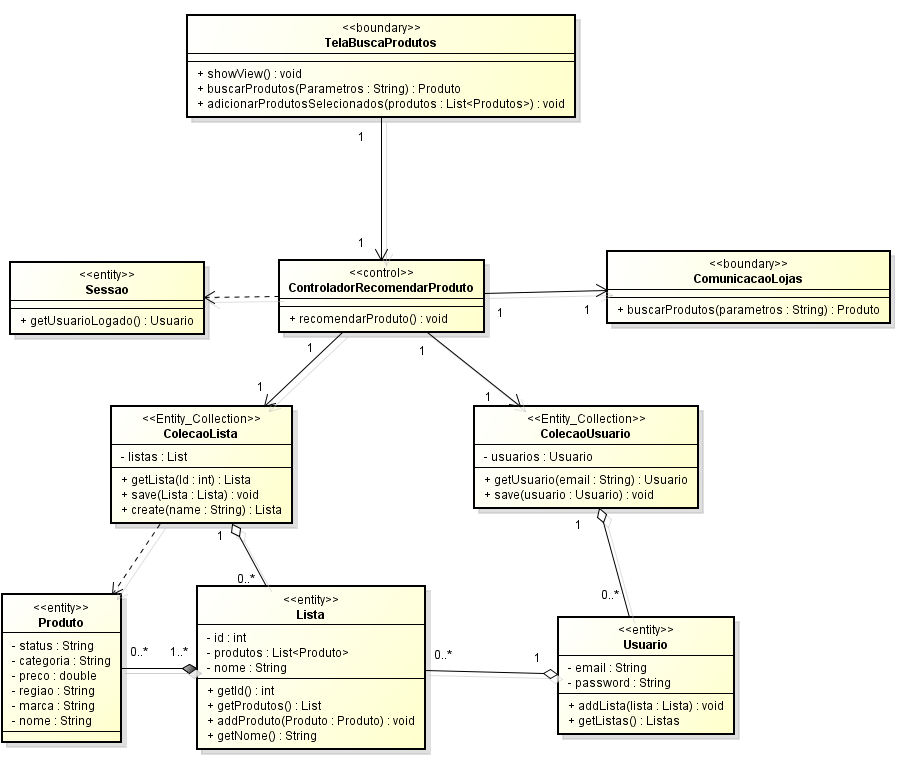 <<boundary>>
TelaBuscaProdutos
+ showView() : void
+ buscarProdutos(Parametros : String) : Produto
+ adicionarProdutosSelecionados(produtos : List<Produtos>) : void
1
1
<<entity>>
Sessao
+ getUsuarioLogado() : Usuario
<<control>>
ControladorRecomendarProduto
+ recomendarProduto() : void
<<boundary>>
ComunicacaoLojas
+ buscarProdutos(parametros : String) : Produto
1
1
1
1
1
1
<<Entity_Collection>>
ColecaoLista
- listas : List
+ getLista(Id : int) : Lista
+ save(Lista : Lista) : void
+ create(name : String) : Lista
<<Entity_Collection>>
ColecaoUsuario
- usuarios : Usuario
+ getUsuario(email : String) : Usuario
+ save(usuario : Usuario) : void
1
0..*
1
0..*
<<entity>>
Produto
- status : String
- categoria : String
- preco : double
- regiao : String
- marca : String
- nome : String
0..*
1..*
<<entity>>
Lista
- id : int
- produtos : List<Produto>
- nome : String
+ getId() : int
+ getProdutos() : List
+ addProduto(Produto : Produto) : void
+ getNome() : String
0..*
1
<<entity>>
Usuario
- email : String
- password : String
+ addLista(lista : Lista) : void
+ getListas() : Listas